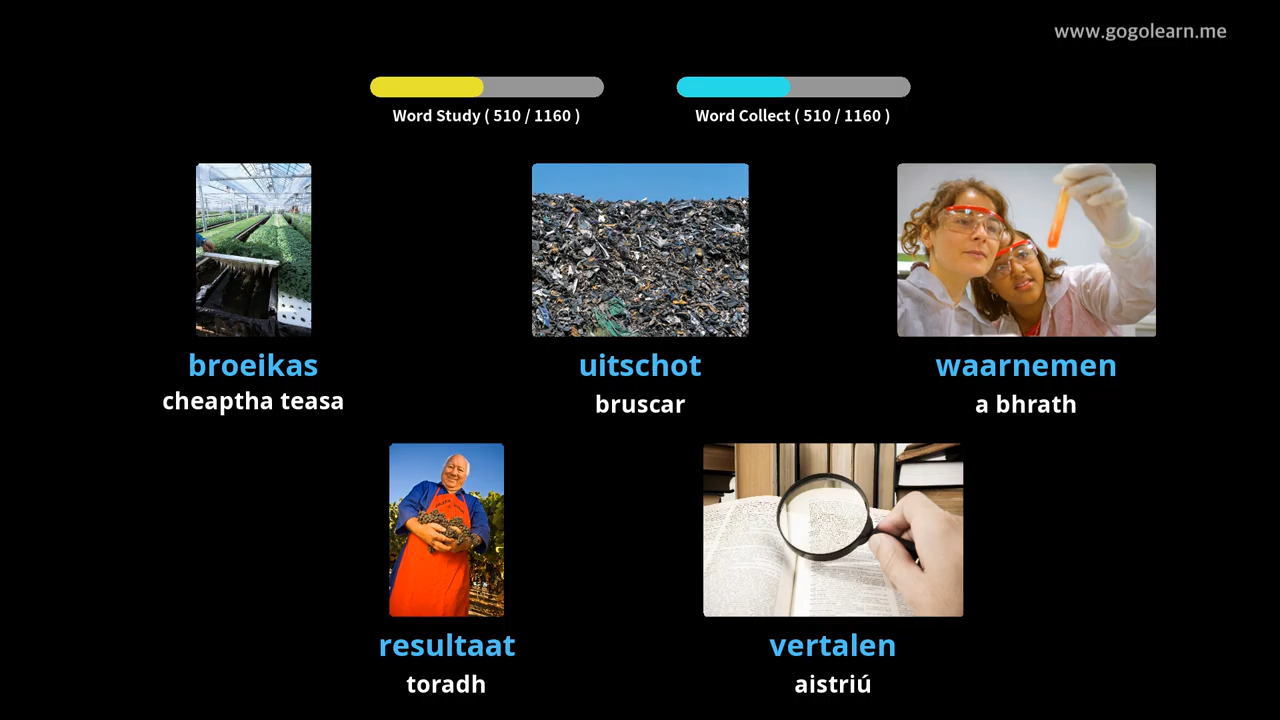 www.gogolearn.me
Word Study ( 510 / 1160 )
Word Collect ( 510 / 1160 )
broeikas
cheaptha teasa
uitschot
bruscar
waarnemen
a bhrath
resultaat
toradh
vertalen
aistriú